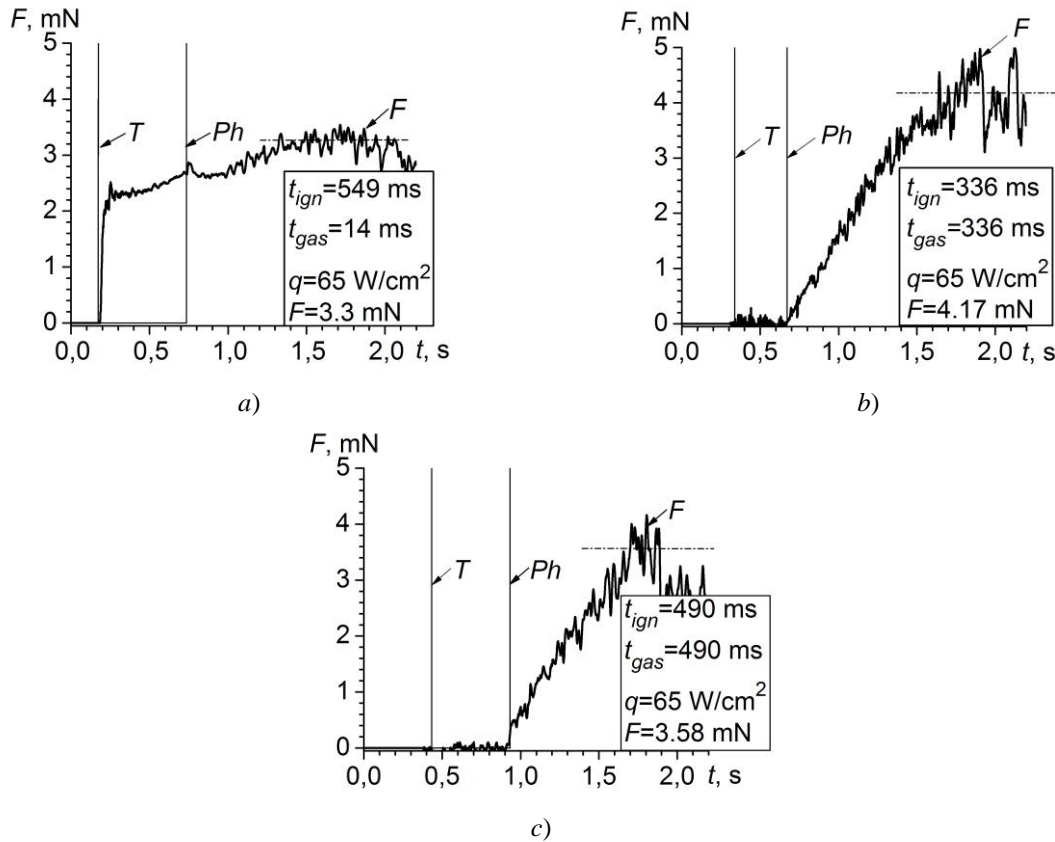 F, mN
5
4
3
2
1
0
T
Ph
F
t_ign=549 ms
t_gas=14 ms
q=65 W/cm²
F=3.3 mN
0,0 0,5 1,0 1,5 2,0 t, s
a)
F, mN
5
4
3
2
1
0
T
Ph
F
t_ign=336 ms
t_gas=336 ms
q=65 W/cm²
F=4.17 mN
0,0 0,5 1,0 1,5 2,0 t, s
b)
F, mN
5
4
3
2
1
0
T
Ph
F
t_ign=490 ms
t_gas=490 ms
q=65 W/cm²
F=3.58 mN
0,0 0,5 1,0 1,5 2,0 t, s
c)